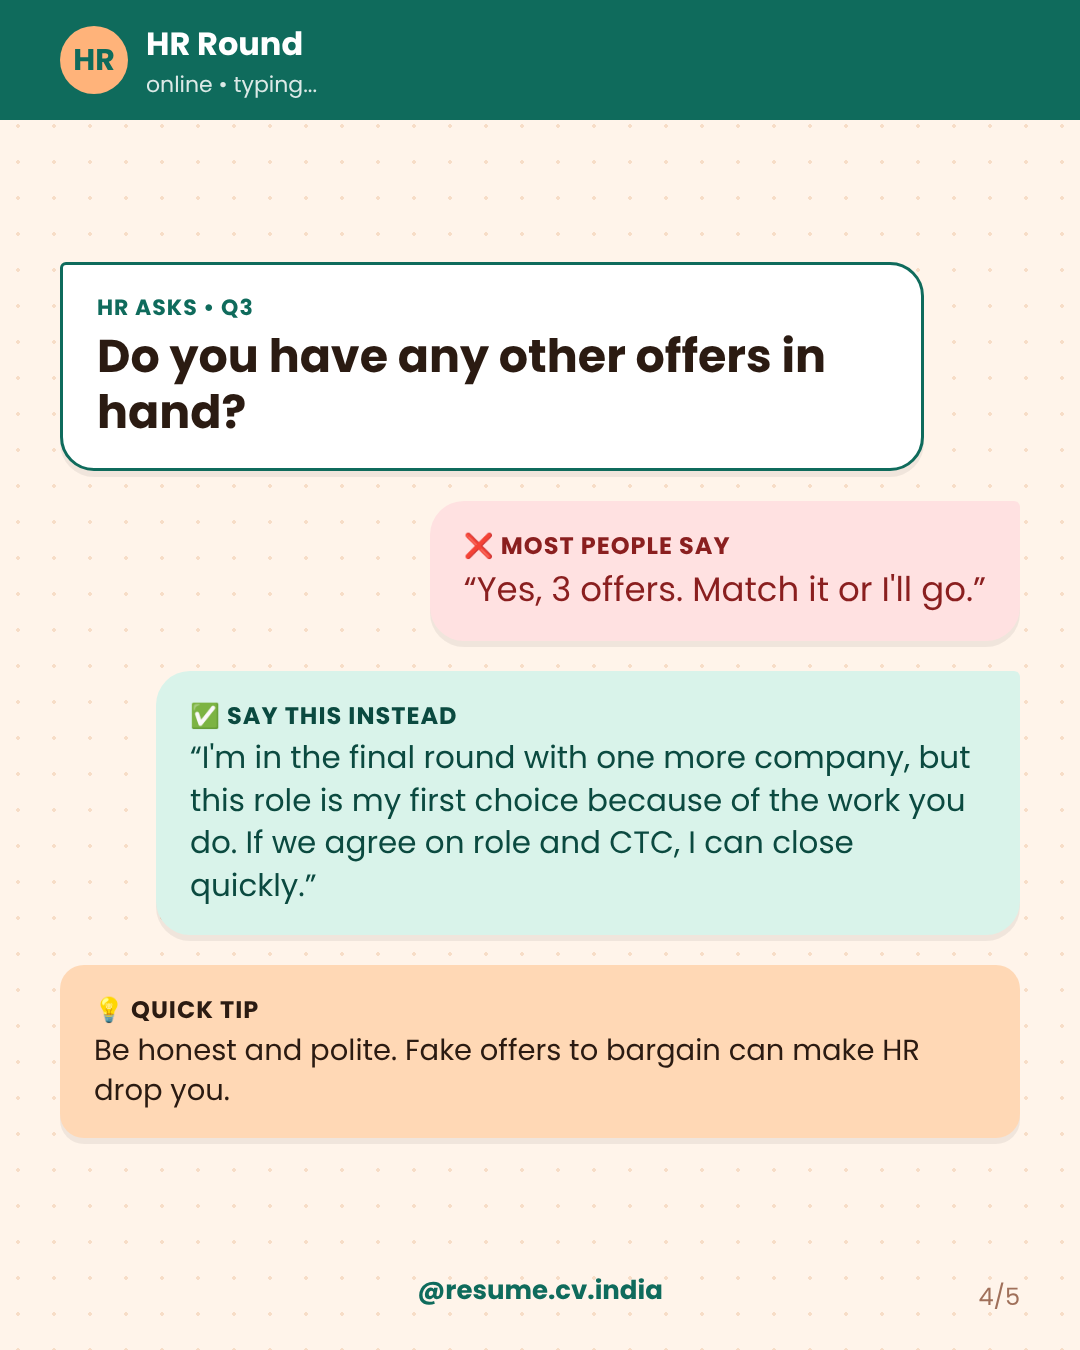 HR
HR Round
online • typing...
HR ASKS • Q3
Do you have any other offers in
hand?
❌ MOST PEOPLE SAY
“Yes, 3 offers. Match it or I'll go.”
✅ SAY THIS INSTEAD
“I'm in the final round with one more company, but
this role is my first choice because of the work you
do. If we agree on role and CTC, I can close
quickly.”
💡 QUICK TIP
Be honest and polite. Fake offers to bargain can make HR
drop you.
@resume.cv.india
4/5